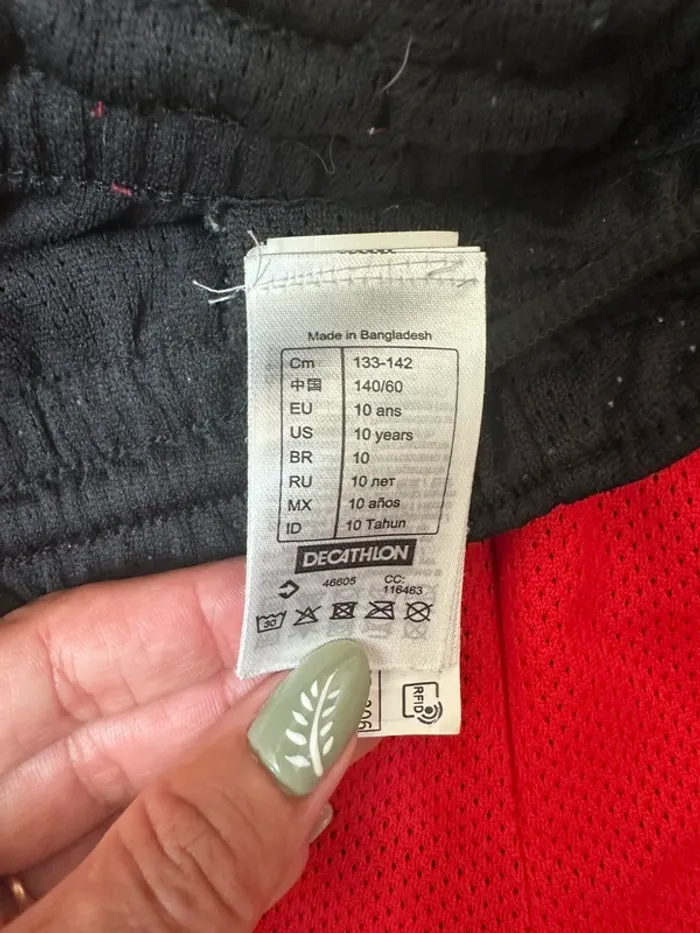 Made in Bangladesh
Cm 133-142
中国 140/60
EU 10 ans
US 10 years
BR 10
RU 10 лет
MX 10 años
ID 10 Tahun
DECATHLON
46605 CC: 116463
30
RFID